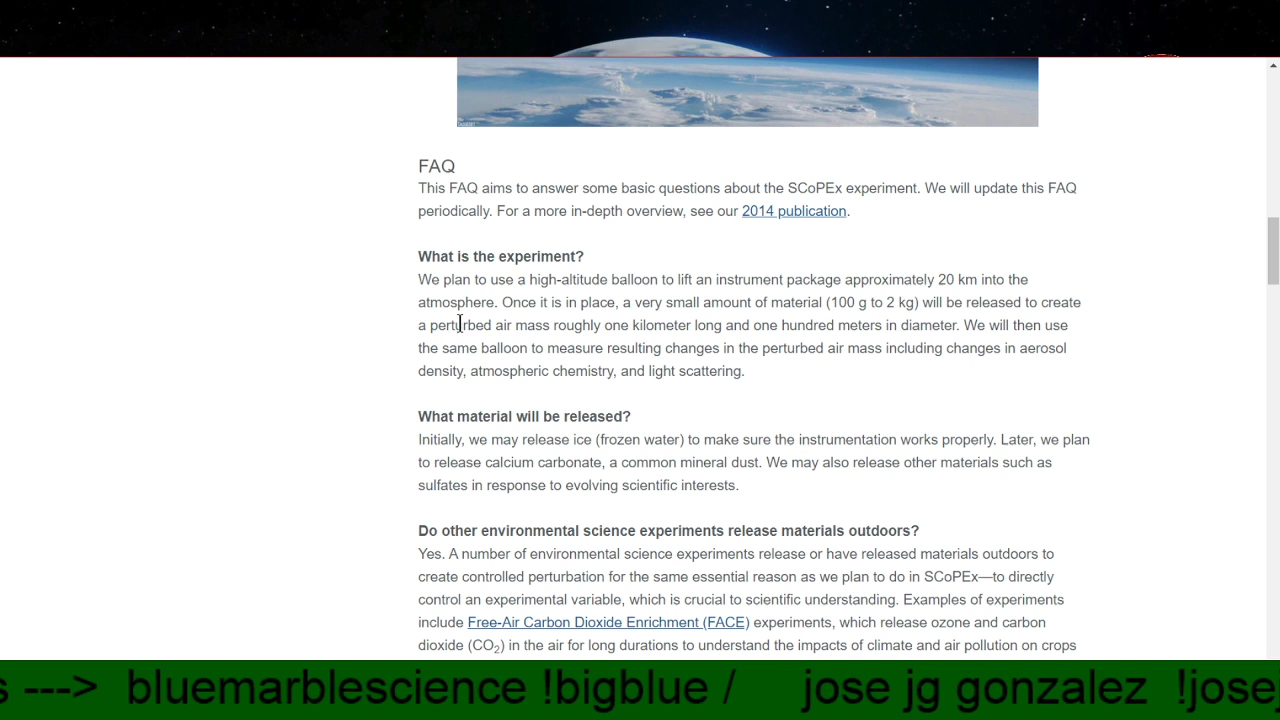 FAQ
This FAQ aims to answer some basic questions about the SCoPEx experiment. We will update this FAQ
periodically. For a more in-depth overview, see our 2014 publication.
What is the experiment?
We plan to use a high-altitude balloon to lift an instrument package approximately 20 km into the
atmosphere. Once it is in place, a very small amount of material (100 g to 2 kg) will be released to create
a perturbed air mass roughly one kilometer long and one hundred meters in diameter. We will then use
the same balloon to measure resulting changes in the perturbed air mass including changes in aerosol
density, atmospheric chemistry, and light scattering.
What material will be released?
Initially, we may release ice (frozen water) to make sure the instrumentation works properly. Later, we plan
to release calcium carbonate, a common mineral dust. We may also release other materials such as
sulfates in response to evolving scientific interests.
Do other environmental science experiments release materials outdoors?
Yes. A number of environmental science experiments release or have released materials outdoors to
create controlled perturbation for the same essential reason as we plan to do in SCoPEx—to directly
control an experimental variable, which is crucial to scientific understanding. Examples of experiments
include Free-Air Carbon Dioxide Enrichment (FACE) experiments, which release ozone and carbon
dioxide (CO2) in the air for long durations to understand the impacts of climate and air pollution on crops
s ---> bluemarblescience !bigblue / jose jg gonzalez !josej